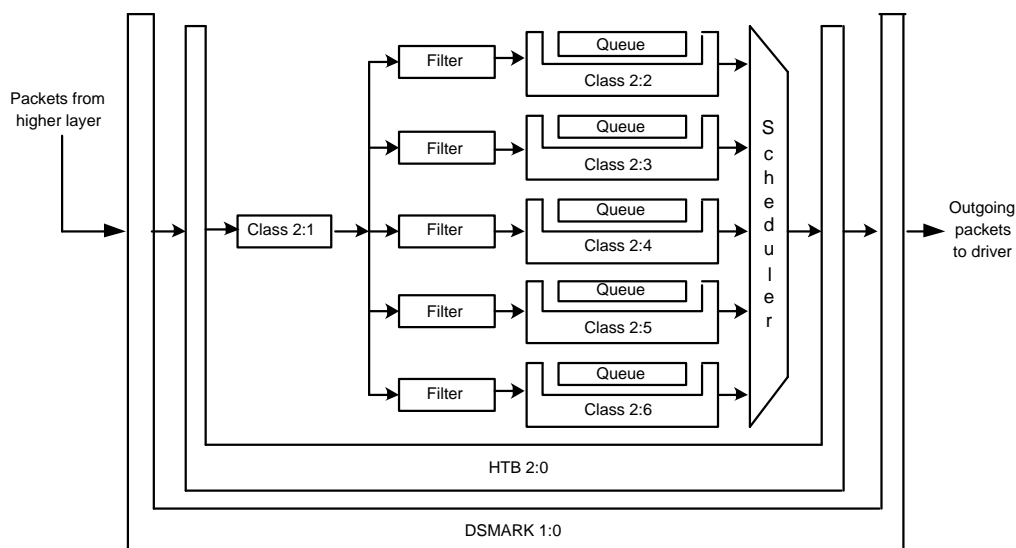 Packets from
higher layer
Class 2:1
Filter
Queue
Class 2:2
Filter
Queue
Class 2:3
Filter
Queue
Class 2:4
Filter
Queue
Class 2:5
Filter
Queue
Class 2:6
Scheduler
Outgoing
packets
to driver
HTB 2:0
DSMARK 1:0